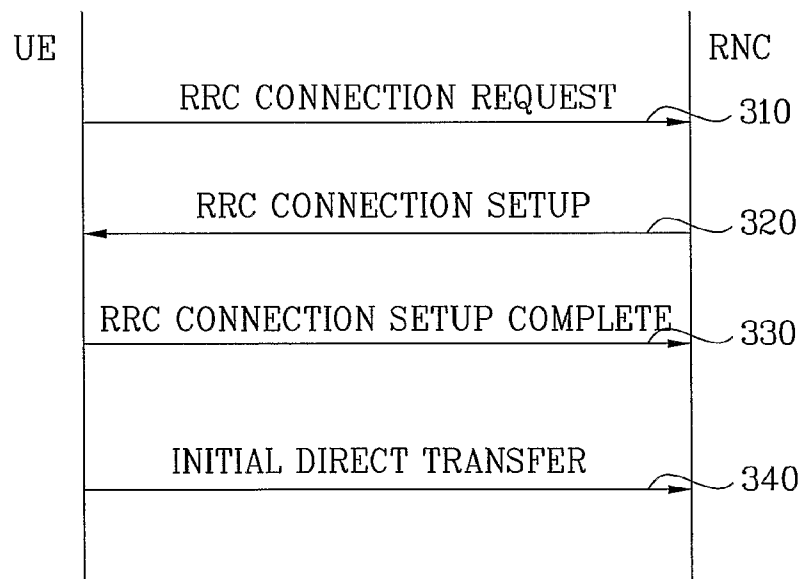 UE
RNC
RRC CONNECTION REQUEST
310
RRC CONNECTION SETUP
320
RRC CONNECTION SETUP COMPLETE
330
INITIAL DIRECT TRANSFER
340